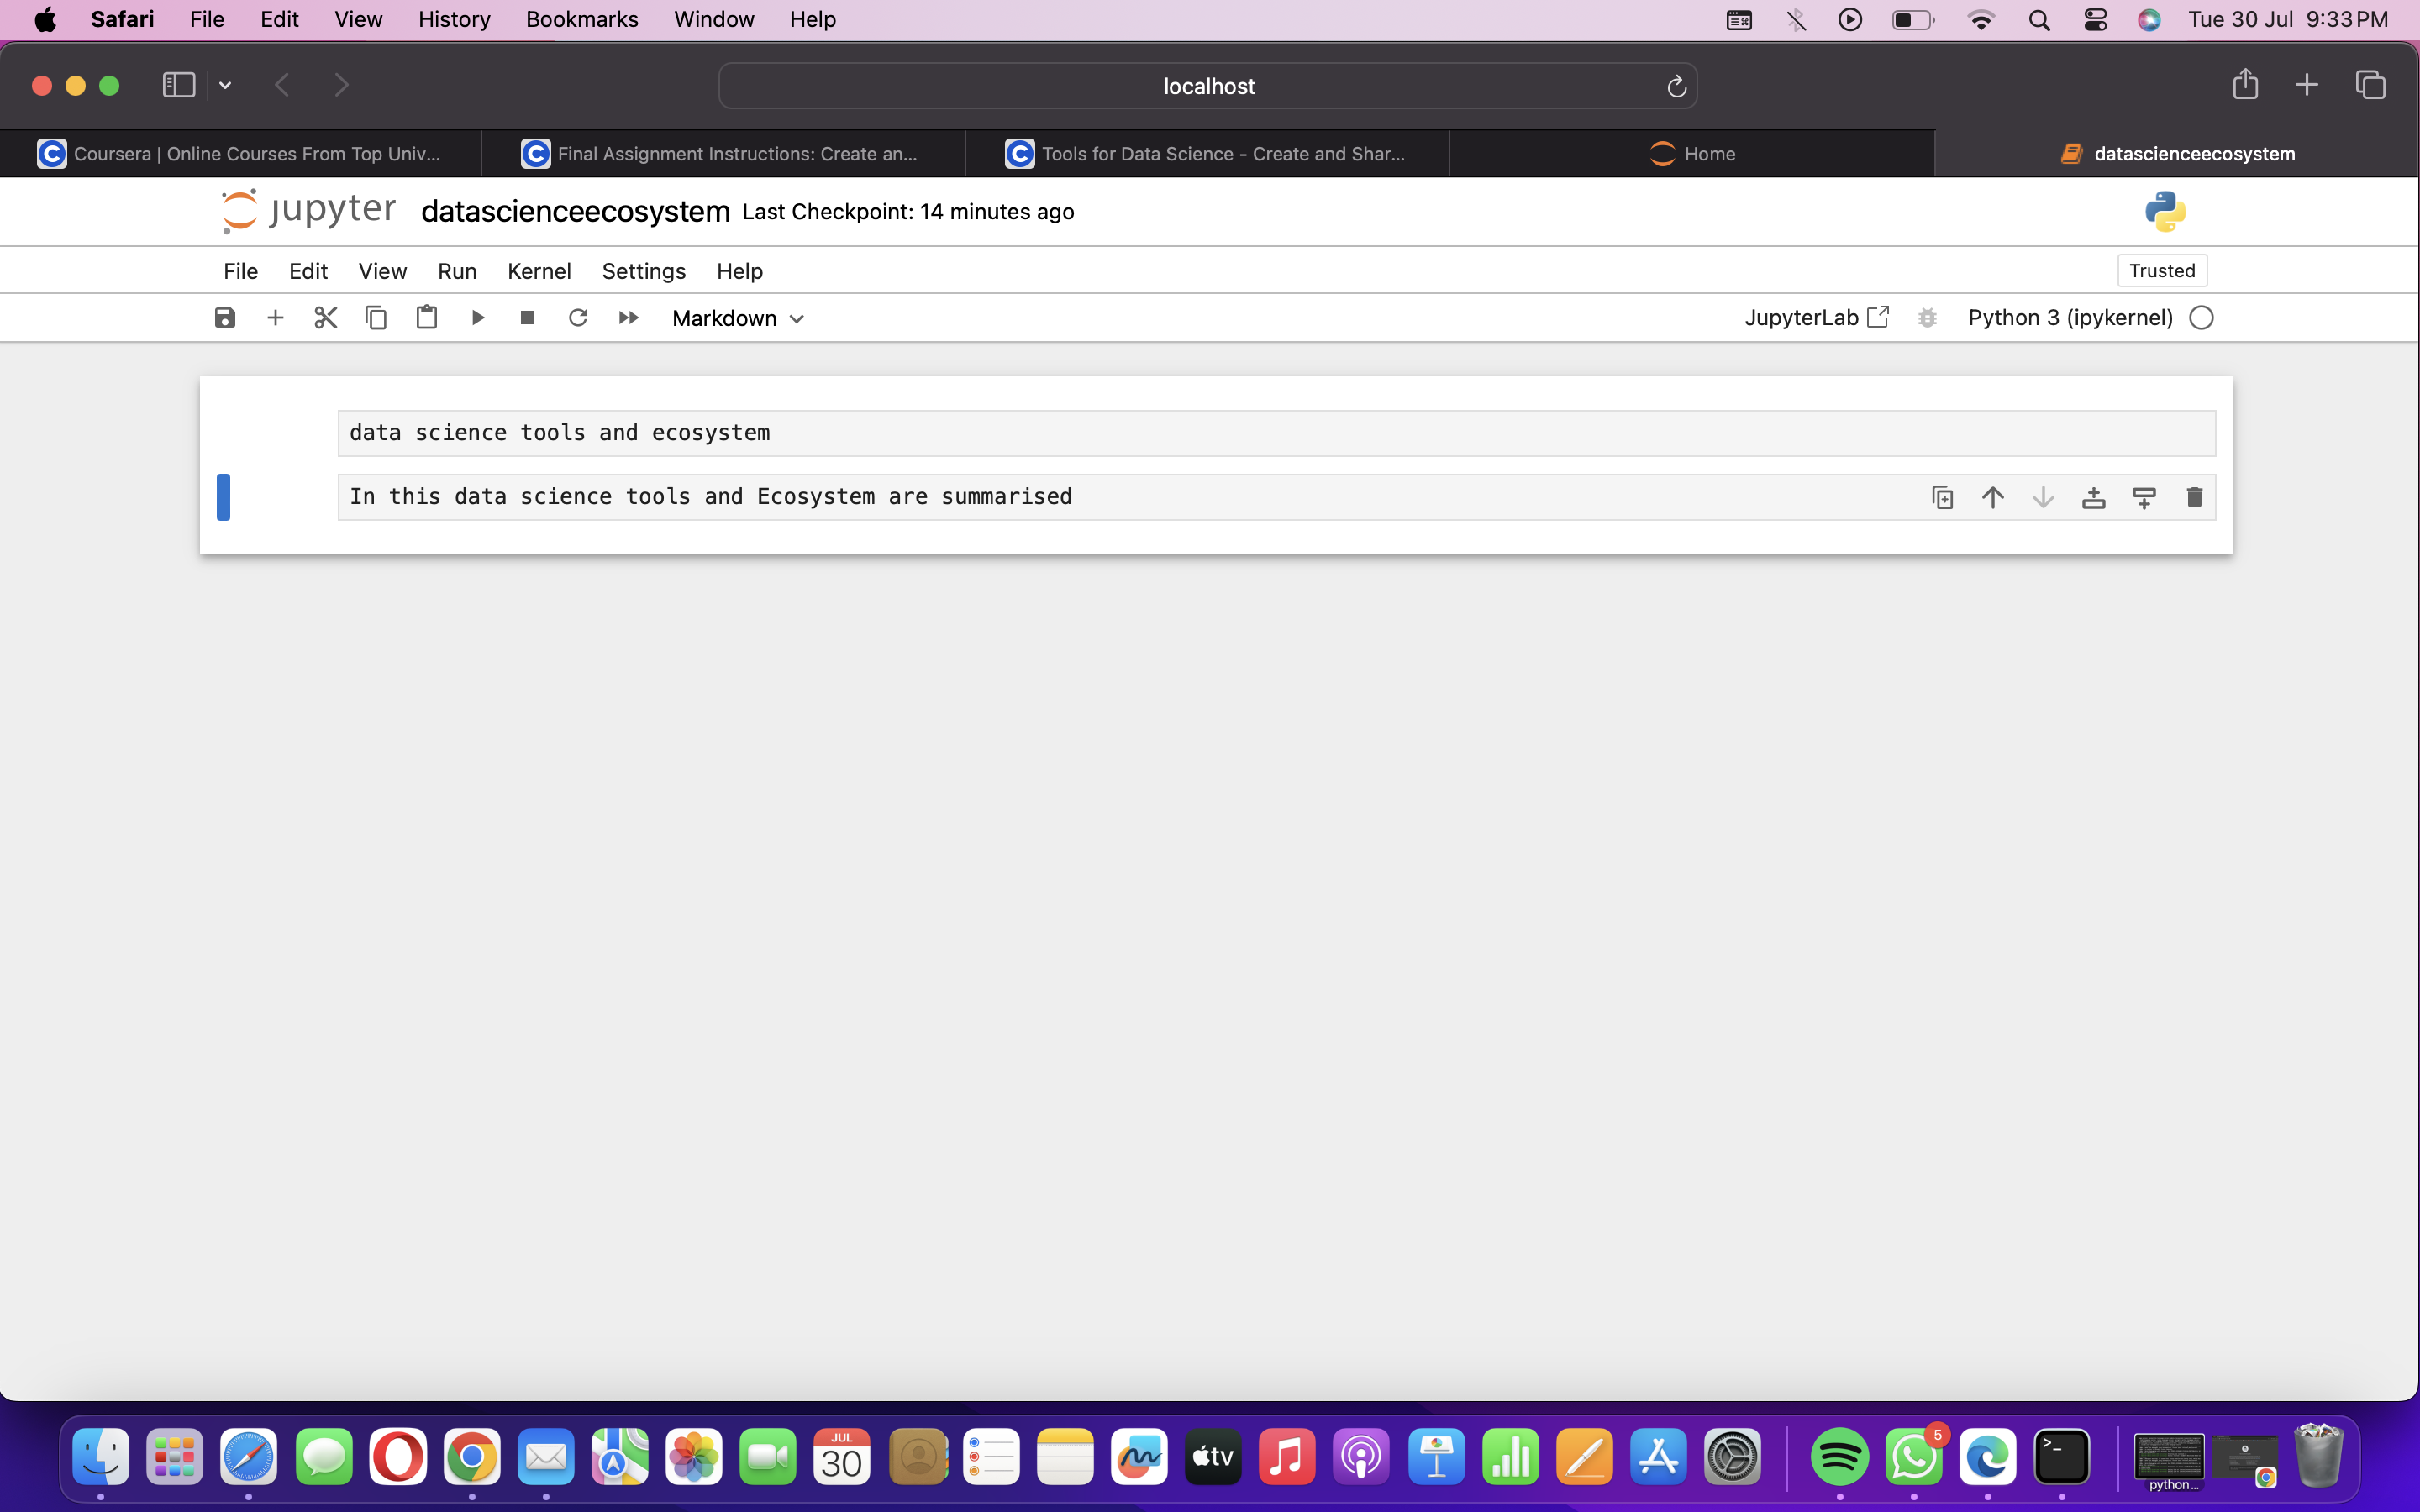 Safari File Edit View History Bookmarks Window Help Tue 30 Jul 9:33 PM
localhost
Coursera | Online Courses From Top Univ... Final Assignment Instructions: Create an... Tools for Data Science - Create and Shar... Home datascienceecosystem
jupyter datascienceecosystem Last Checkpoint: 14 minutes ago
File Edit View Run Kernel Settings Help Trusted
Markdown JupyterLab Python 3 (ipykernel)
data science tools and ecosystem
In this data science tools and Ecosystem are summarised
JUL
30
tv
5
>_
python...